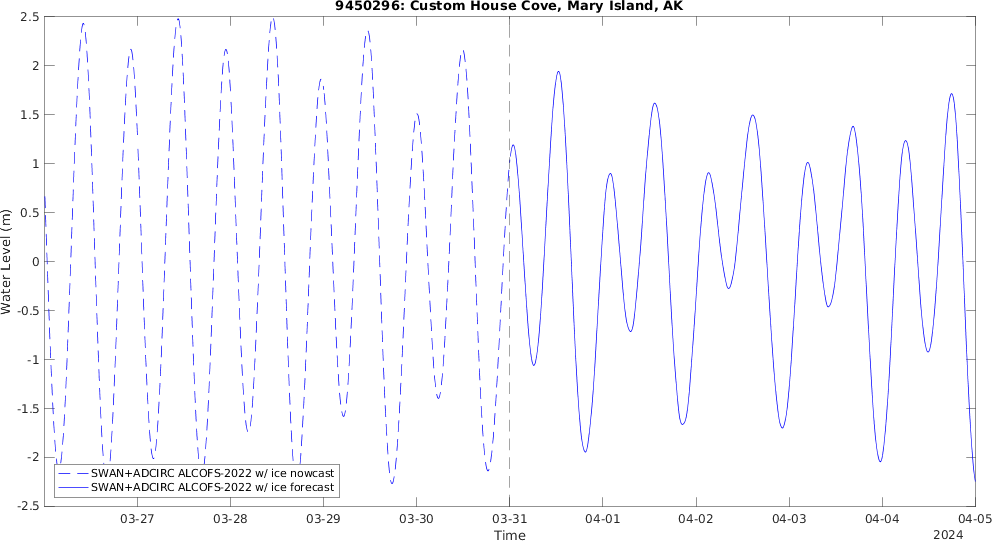 9450296: Custom House Cove, Mary Island, AK
Water Level (m)
2.5
2
1.5
1
0.5
0
-0.5
-1
-1.5
-2
-2.5
SWAN+ADCIRC ALCOFS-2022 w/ ice nowcast
SWAN+ADCIRC ALCOFS-2022 w/ ice forecast
03-27 03-28 03-29 03-30 03-31 04-01 04-02 04-03 04-04 04-05
Time
2024